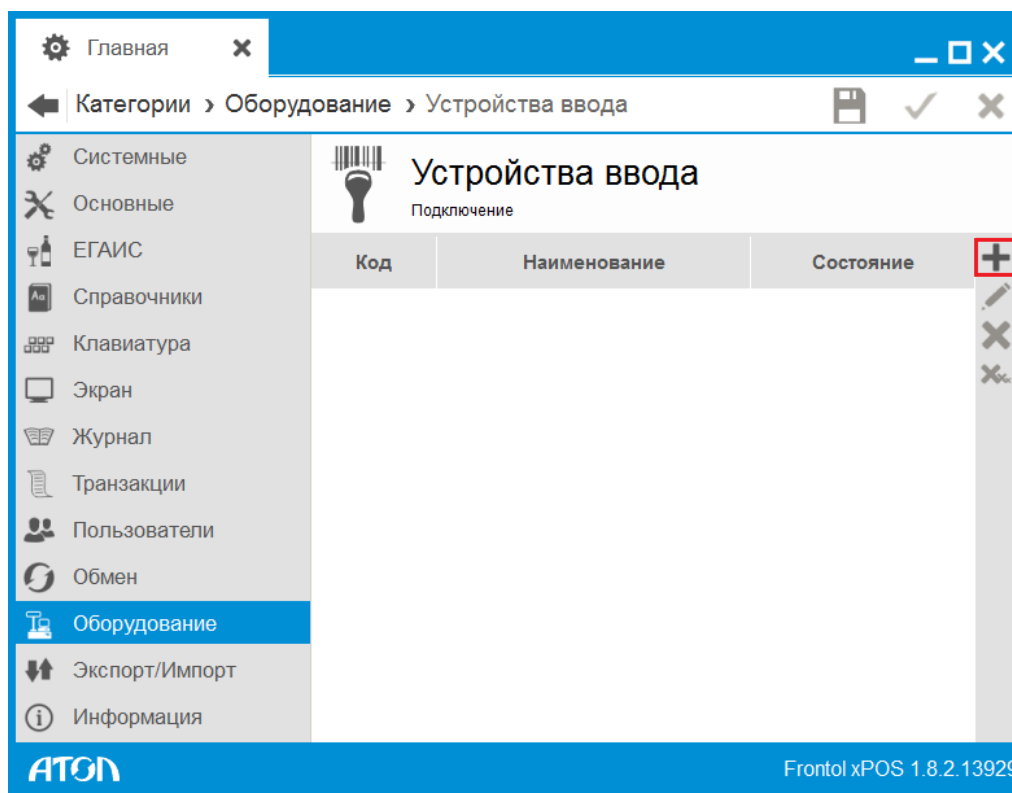 Главная
Категории › Оборудование › Устройства ввода
Системные
Основные
ЕГАИС
Справочники
Клавиатура
Экран
Журнал
Транзакции
Пользователи
Обмен
Оборудование
Экспорт/Импорт
Информация
Устройства ввода
Подключение
Код Наименование Состояние
АТОЛ
Frontol xPOS 1.8.2.13929